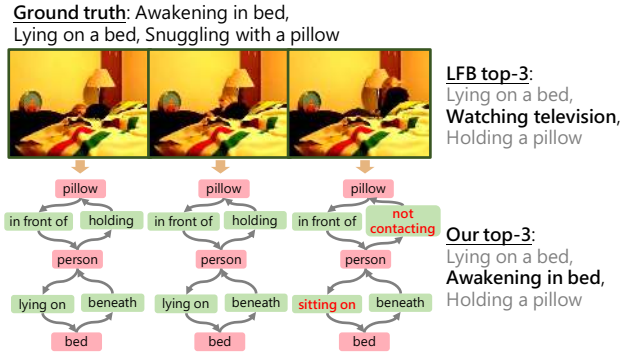 Ground truth: Awakening in bed,
Lying on a bed, Snuggling with a pillow
LFB top-3:
Lying on a bed,
Watching television,
Holding a pillow
pillow
in front of
holding
person
lying on
beneath
bed
pillow
in front of
holding
person
lying on
beneath
bed
pillow
in front of
not
contacting
person
sitting on
beneath
bed
Our top-3:
Lying on a bed,
Awakening in bed,
Holding a pillow